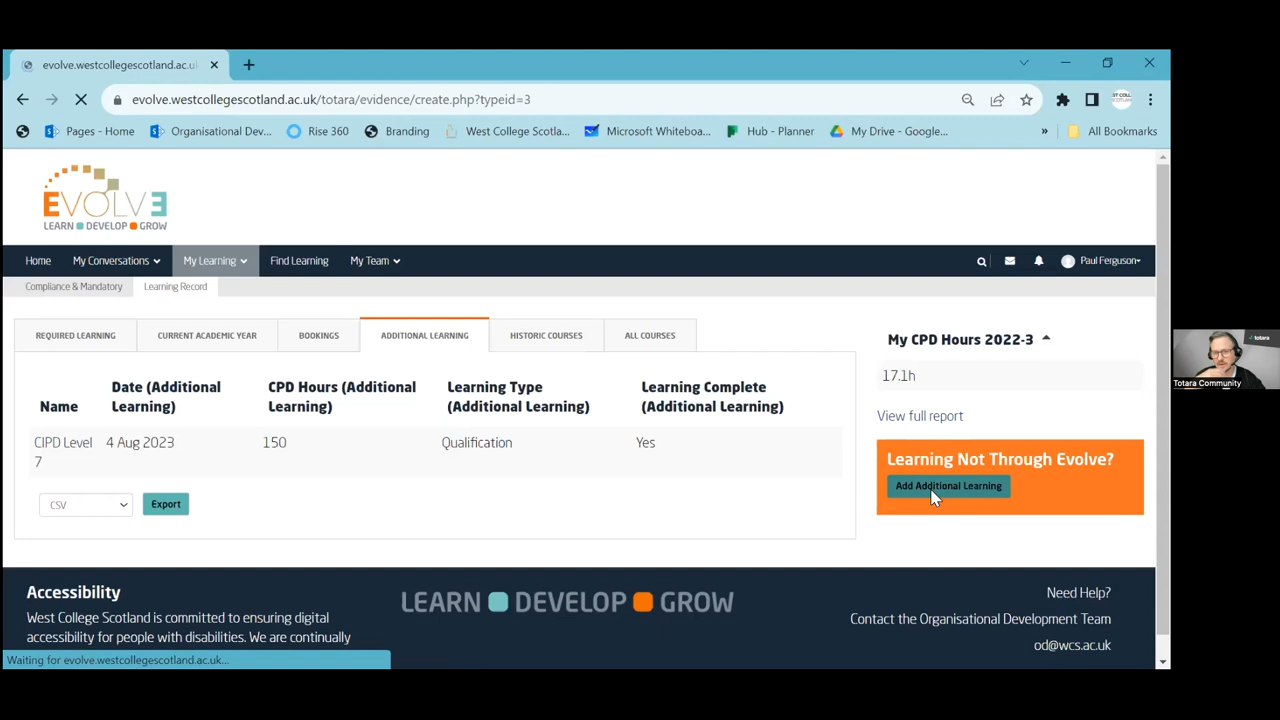 evolve.westcollegescotland.ac.u
evolve.westcollegescotland.ac.uk/totara/evidence/create.php?typeid=3
Pages - Home
Organisational Dev...
Rise 360
Branding
West College Scotla...
Microsoft Whiteboa...
Hub - Planner
My Drive - Google...
»
All Bookmarks
EVOLVE
LEARN DEVELOP GROW
Home
My Conversations
My Learning
Find Learning
My Team
Paul Ferguson
Compliance & Mandatory
Learning Record
REQUIRED LEARNING
CURRENT ACADEMIC YEAR
BOOKINGS
ADDITIONAL LEARNING
HISTORIC COURSES
ALL COURSES
My CPD Hours 2022-3
17.1h
View full report
Learning Not Through Evolve?
Add Additional Learning
Name
Date (Additional
Learning)
CPD Hours (Additional
Learning)
Learning Type
(Additional Learning)
Learning Complete
(Additional Learning)
CIPD Level
7
4 Aug 2023
150
Qualification
Yes
CSV
Export
totara
Totara Community
Accessibility
West College Scotland is committed to ensuring digital
accessibility for people with disabilities. We are continually
LEARN DEVELOP GROW
Need Help?
Contact the Organisational Development Team
od@wcs.ac.uk
Waiting for evolve.westcollegescotland.ac.uk...